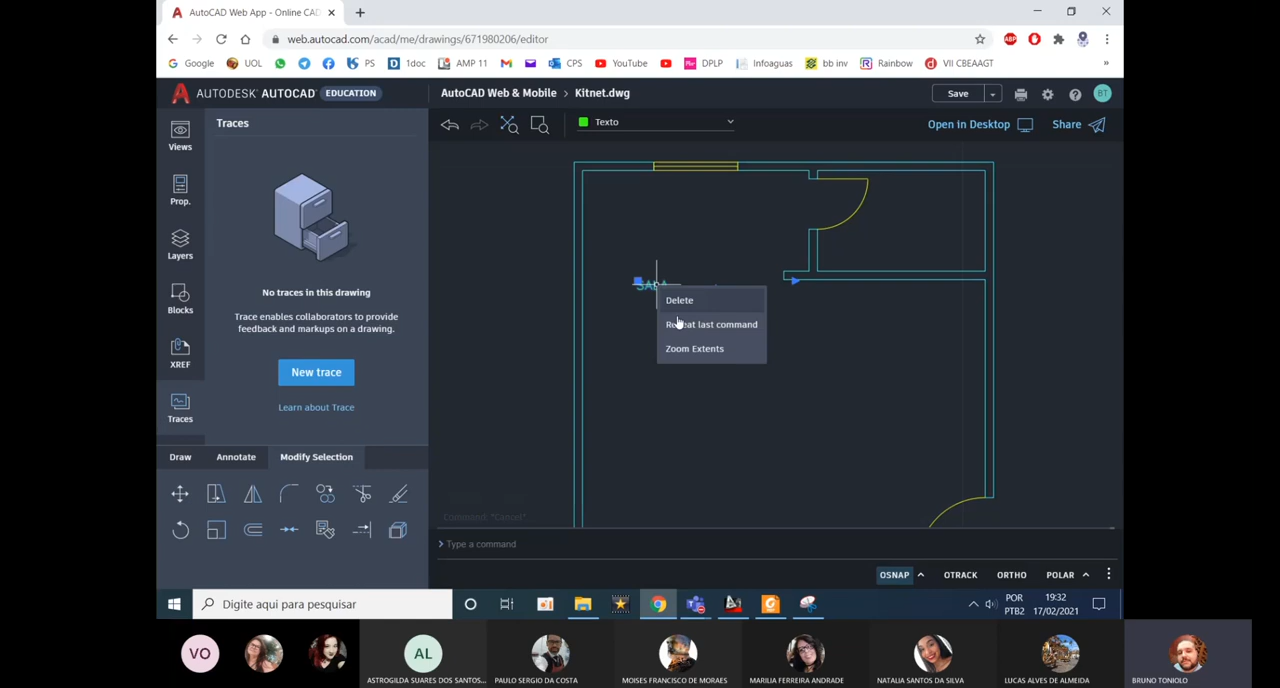 AutoCAD Web App - Online CAD
web.autocad.com/acad/me/drawings/671980206/editor
ABP
Google
UOL
PS
1doc
AMP 11
CPS
YouTube
DPLP
Infoaguas
bb inv
Rainbow
VII CBEAAGT
»
AUTODESK® AUTOCAD®
EDUCATION
AutoCAD Web & Mobile > Kitnet.dwg
Save
BT
Views
Prop.
Layers
Blocks
XREF
Traces
Traces
No traces in this drawing
Trace enables collaborators to provide
feedback and markups on a drawing.
New trace
Learn about Trace
Texto
Open in Desktop
Share
SALA
Delete
Repeat last command
Zoom Extents
Draw
Annotate
Modify Selection
Command: *Cancel*
Type a command
OSNAP
OTRACK
ORTHO
POLAR
Digite aqui para pesquisar
POR
PTB2
19:32
17/02/2021
VO
AL
ASTROGILDA SUARES DOS SANTOS...
PAULO SERGIO DA COSTA
MOISES FRANCISCO DE MORAES
MARILIA FERREIRA ANDRADE
NATALIA SANTOS DA SILVA
LUCAS ALVES DE ALMEIDA
BRUNO TONIOLO